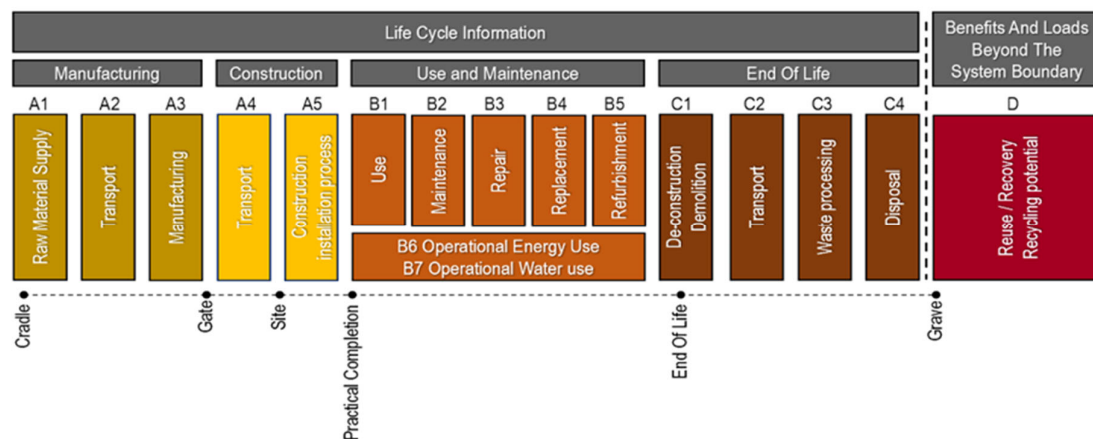 Life Cycle Information
Benefits And Loads
Beyond The
System Boundary
Manufacturing
Construction
Use and Maintenance
End Of Life
A1
A2
A3
A4
A5
B1
B2
B3
B4
B5
C1
C2
C3
C4
D
Raw Material Supply
Transport
Manufacturing
Transport
Construction
installation process
Use
Maintenance
Repair
Replacement
Refurbishment
B6 Operational Energy Use
B7 Operational Water use
De-construction
Demolition
Transport
Waste processing
Disposal
Reuse / Recovery
Recycling potential
Cradle
Gate
Site
Practical Completion
End Of Life
Grave